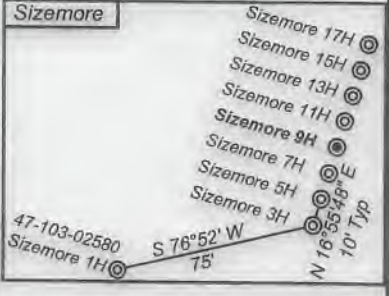 Sizemore
Sizemore 17H
Sizemore 15H
Sizemore 13H
Sizemore 11H
Sizemore 9H
Sizemore 7H
Sizemore 5H
Sizemore 3H
N 16°55'48" E
10' Typ
47-103-02580
Sizemore 1H
S 76°52' W
75'